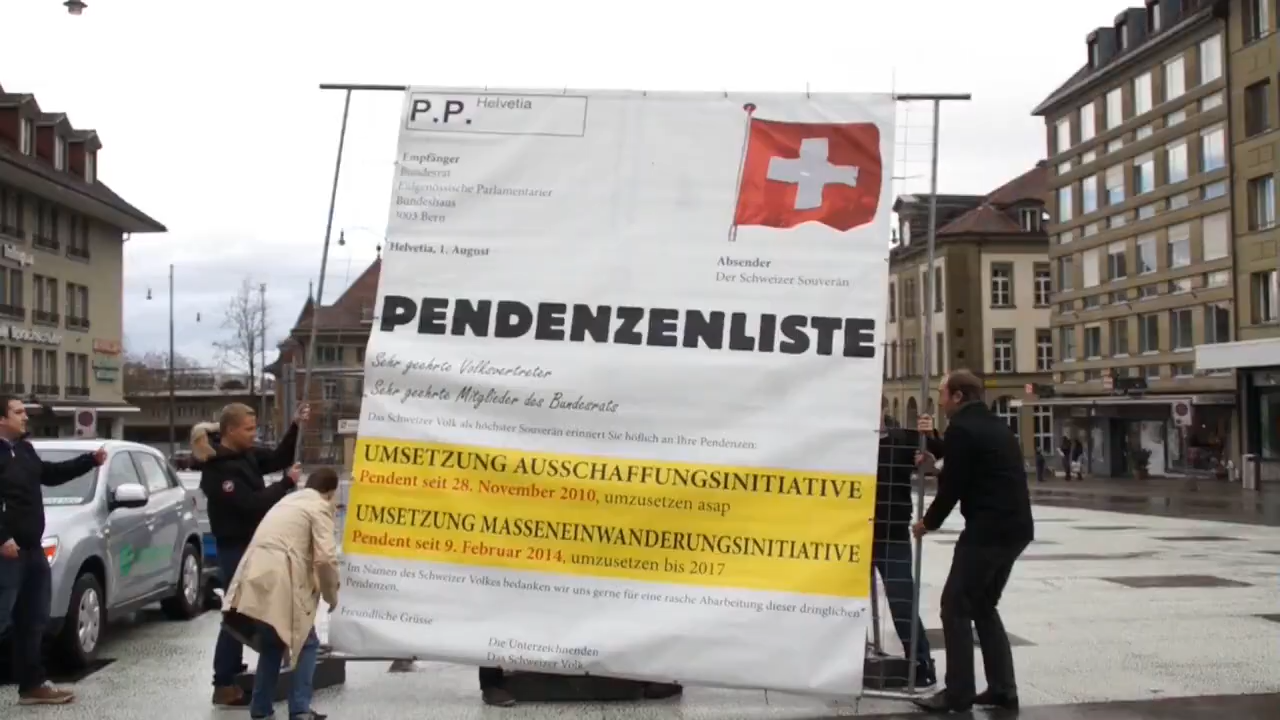 P.P. Helvetia
Empfänger
Bundesrat
Eidgenössische Parlamentarier
Bundeshaus
3003 Bern
Helvetia, 1. August
Absender
Der Schweizer Souverän
PENDENZENLISTE
Sehr geehrte Volksvertreter
Sehr geehrte Mitglieder des Bundesrats
Das Schweizer Volk als höchster Souverän erinnert Sie höflich an Ihre Pendenzen:
UMSETZUNG AUSSCHAFFUNGSINITIATIVE
Pendent seit 28. November 2010, umzusetzen asap
UMSETZUNG MASSENEINWANDERUNGSINITIATIVE
Pendent seit 9. Februar 2014, umzusetzen bis 2017
Im Namen des Schweizer Volkes bedanken wir uns gerne für eine rasche Abarbeitung dieser dringlichen
Pendenzen.
Freundliche Grüsse
Die Unterzeichnenden
Das Schweizer Volk